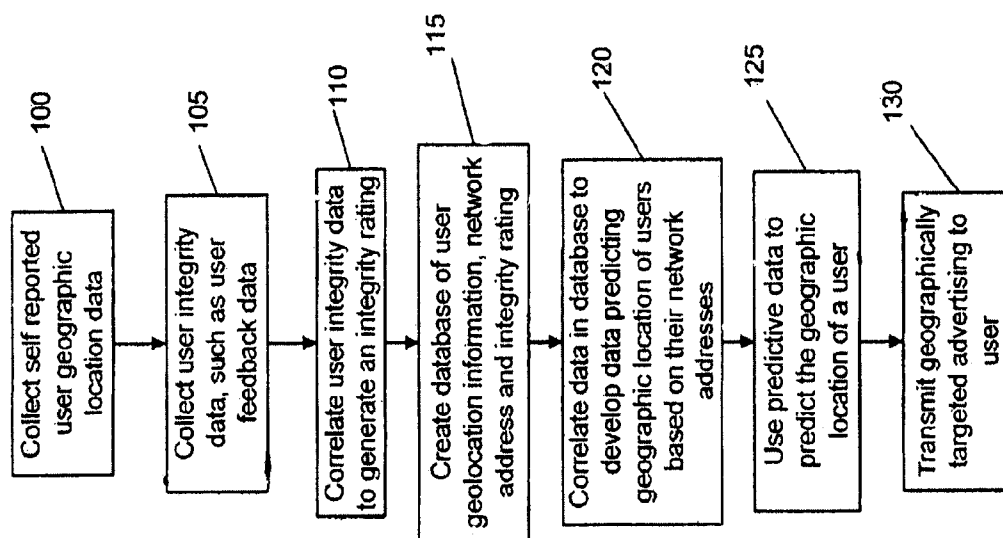 100
Collect self reported
user geographic
location data
105
Collect user integrity
data, such as user
feedback data
110
Correlate user integrity data
to generate an integrity rating
115
Create database of user
geolocation information, network
address and integrity rating
120
Correlate data in database to
develop data predicting
geographic location of users
based on their network
addresses
125
Use predictive data to
predict the geographic
location of a user
130
Transmit geographically
targeted advertising to
user